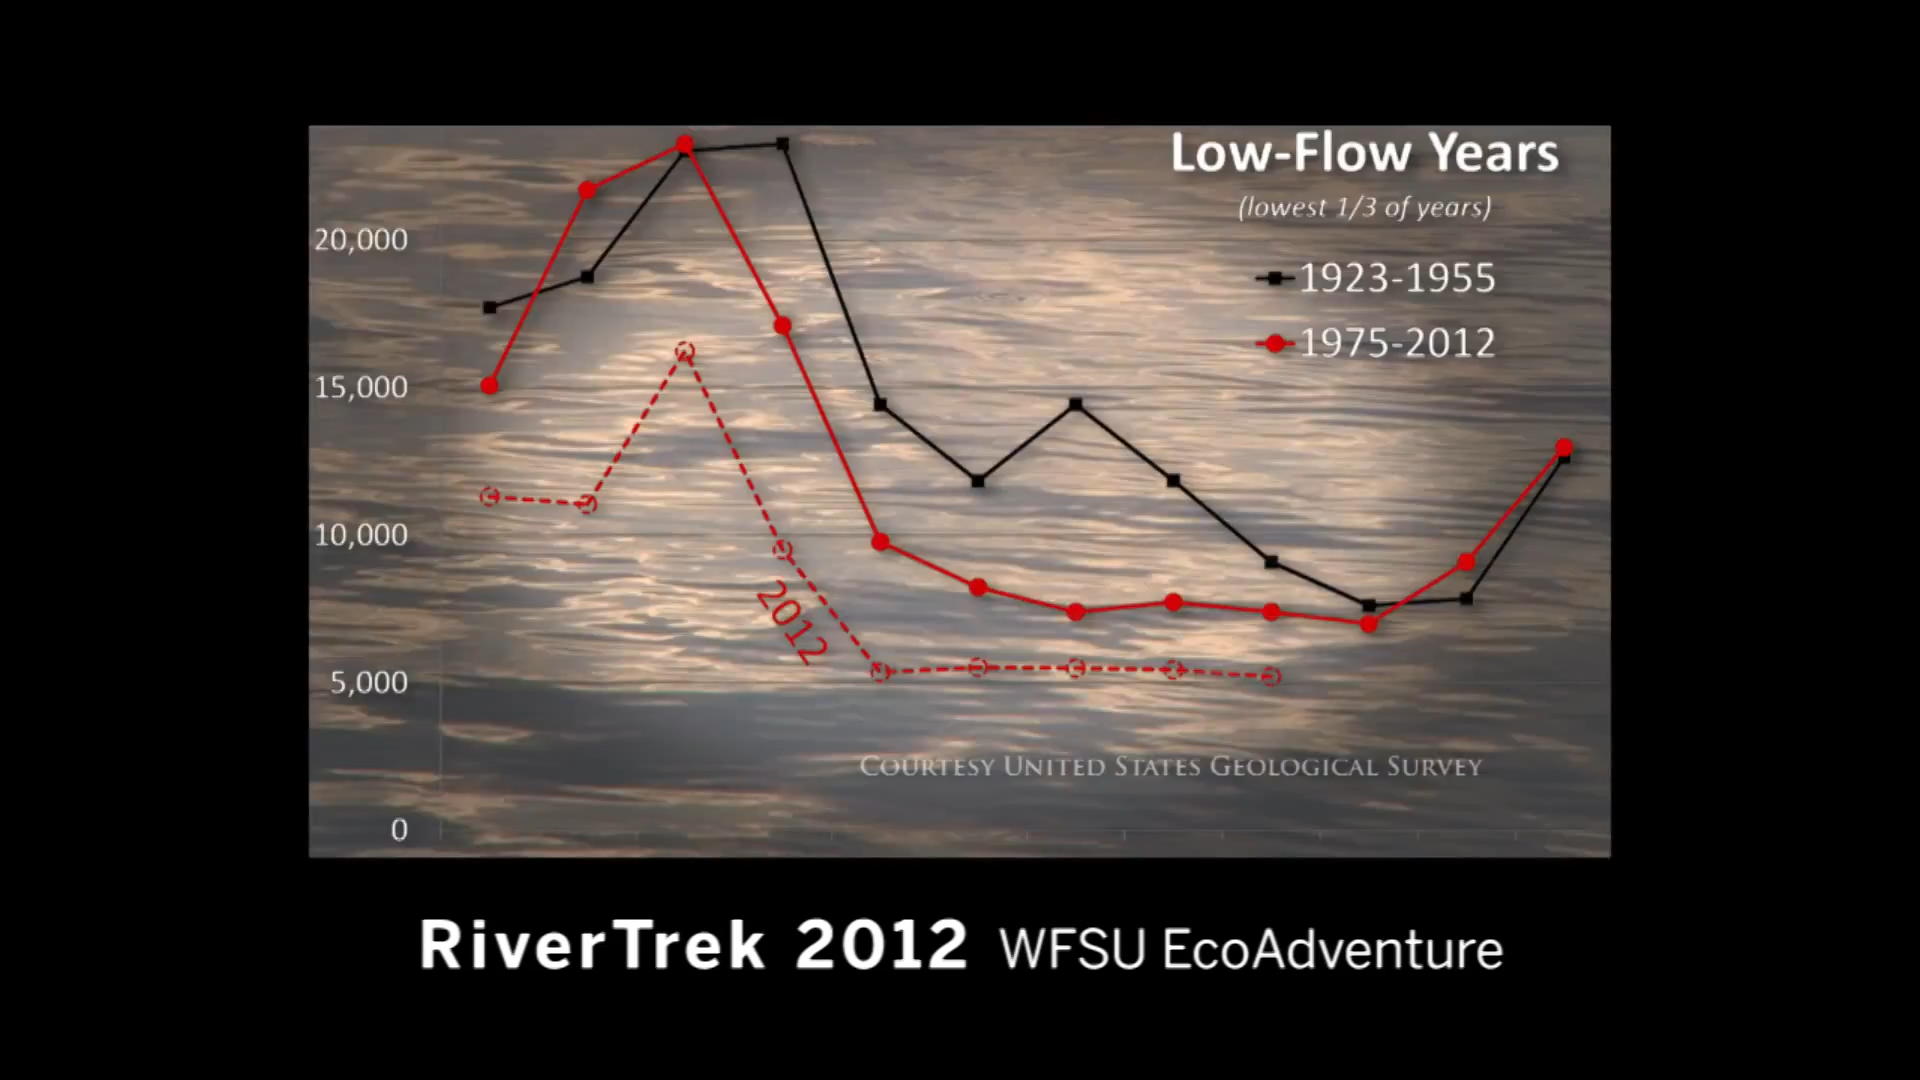 Low-Flow Years
(lowest 1/3 of years)
1923-1955
1975-2012
20,000
15,000
10,000
5,000
0
2012
COURTESY UNITED STATES GEOLOGICAL SURVEY
RiverTrek 2012 WFSU EcoAdventure